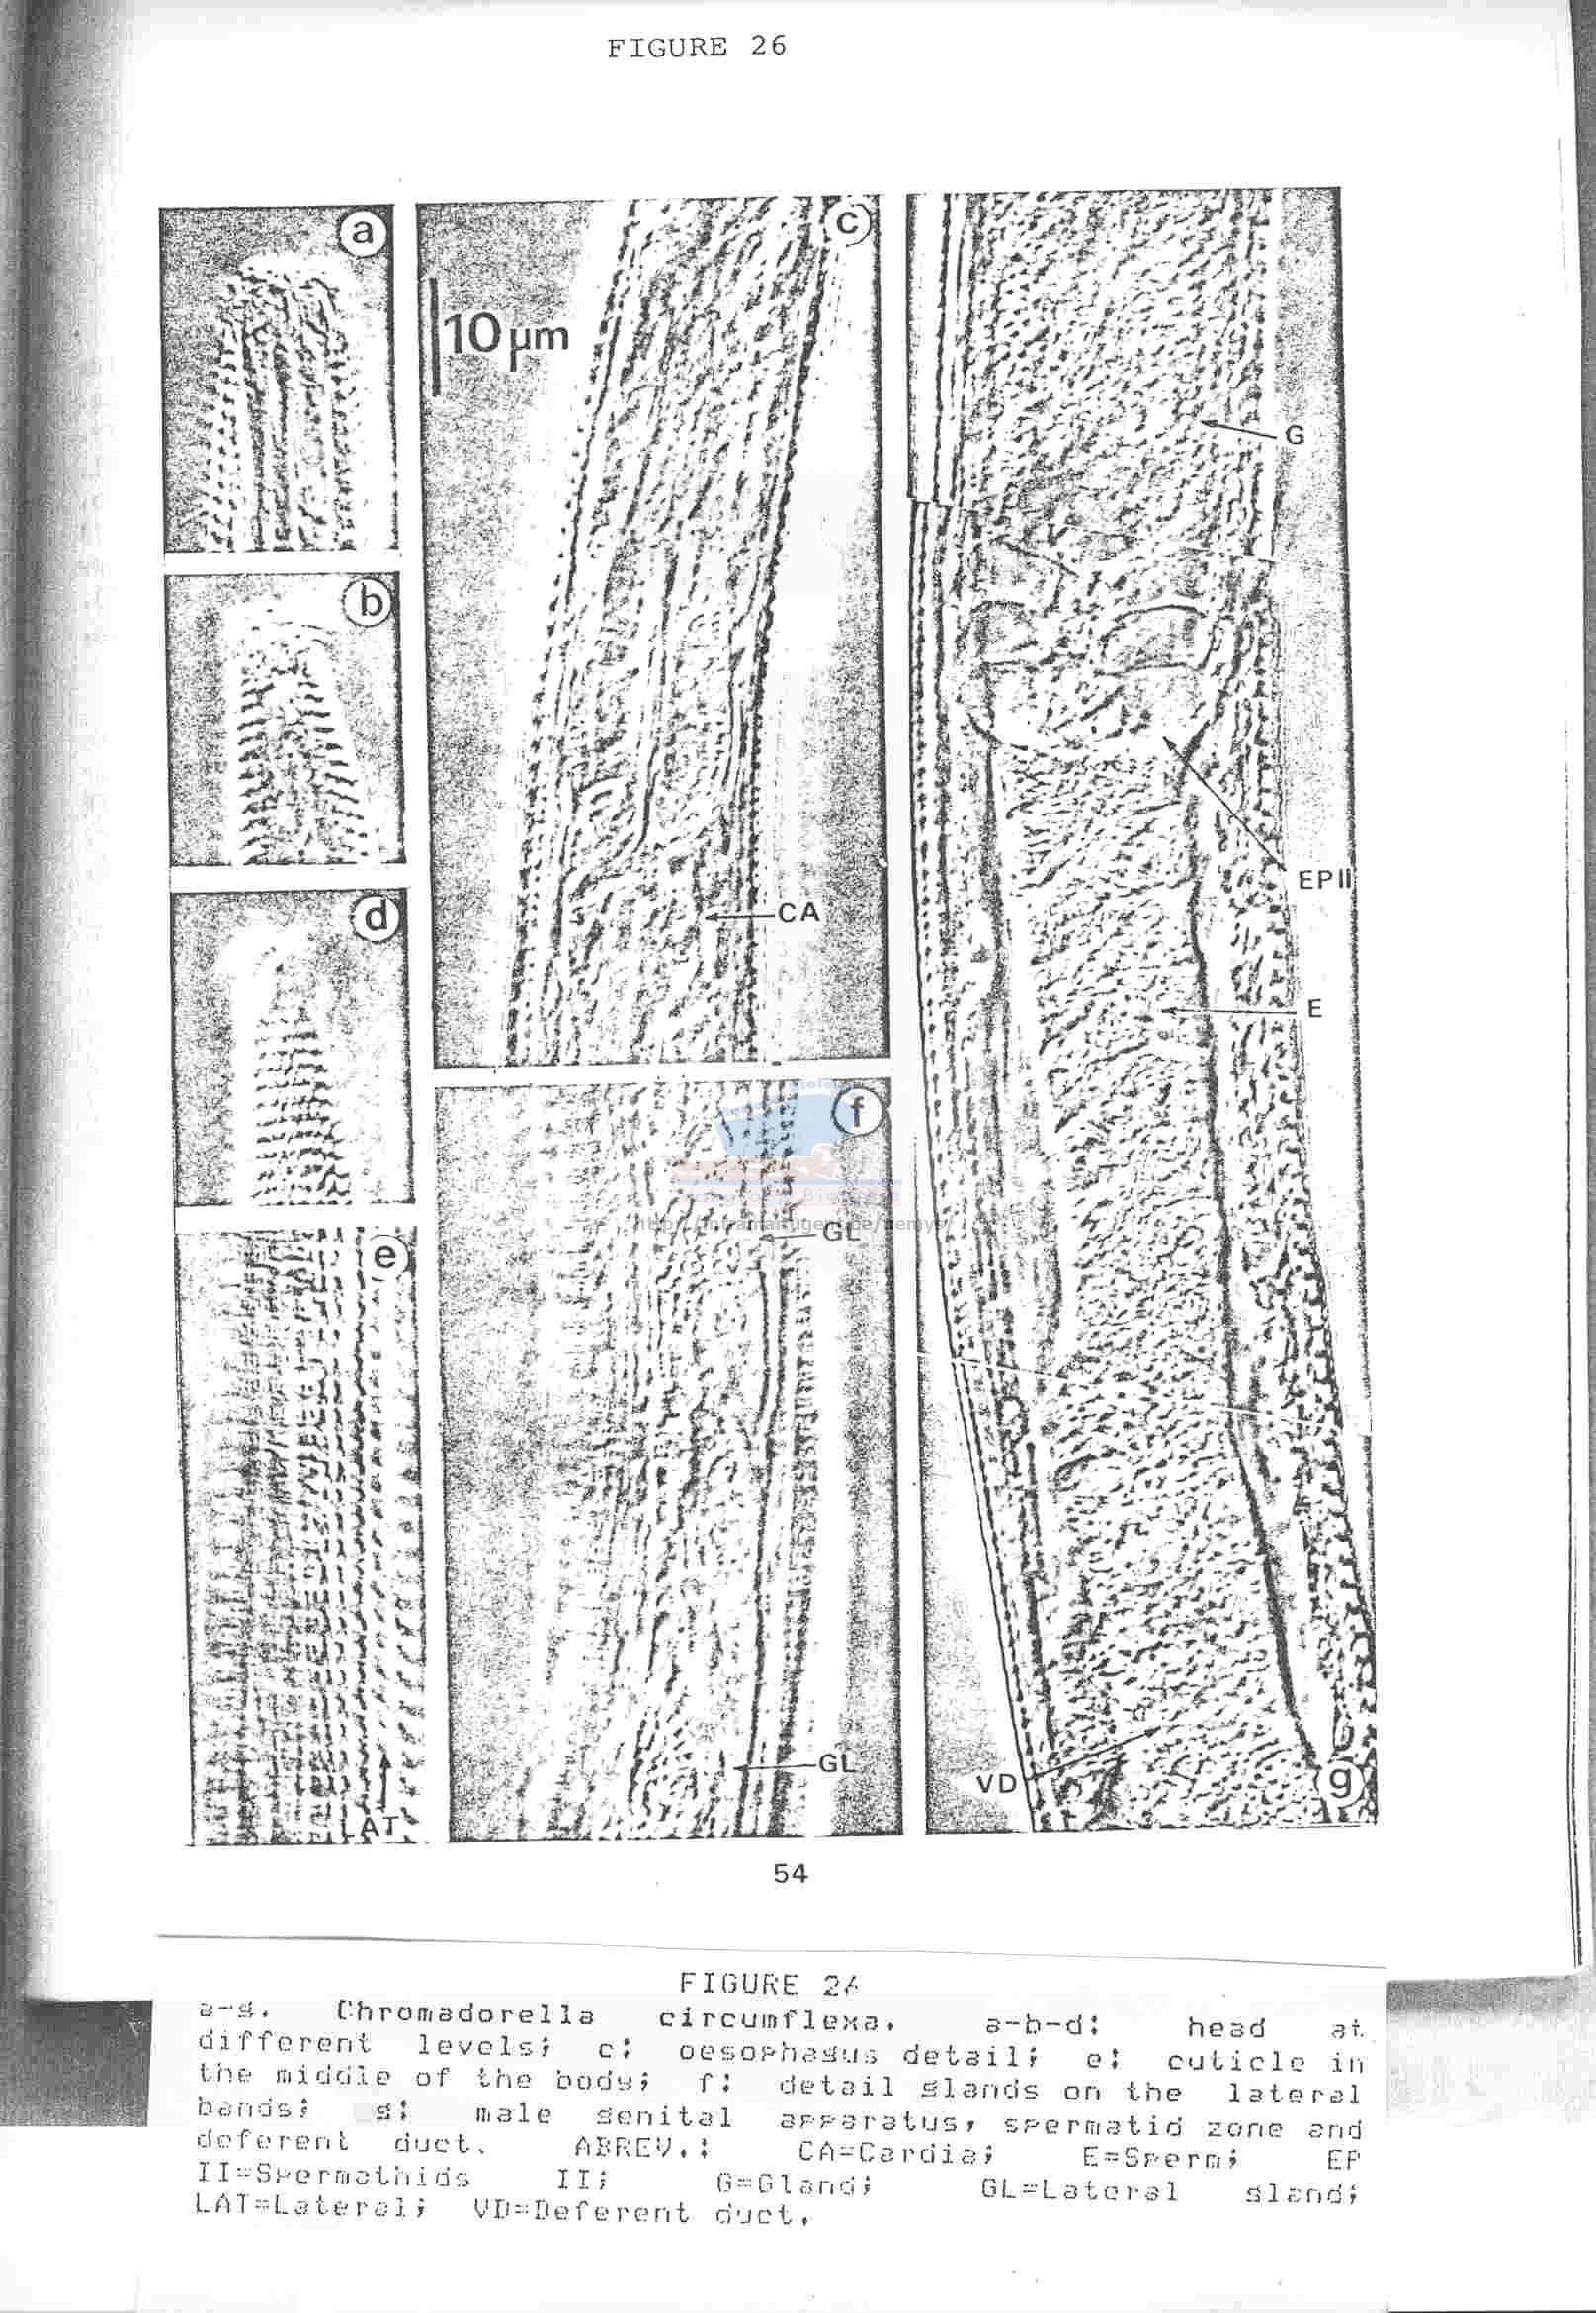 FIGURE 26
a
c
10 µm
G
b
EPII
d
CA
E
f
GL
e
GL
VD
g
LAT
54
FIGURE 26
a-g. Chromadorella circumflexa. a-b-d: head at
different levels; c: oesophagus detail; e: cuticle in
the middle of the body; f: detail glands on the lateral
bands; g: male genital apparatus, spermatid zone and
deferent duct. ABREV.: CA=Cardia; E=Sperm; EP
II=Spermathids II; G=Gland; GL=Lateral gland;
LAT=Lateral; VD=Deferent duct.